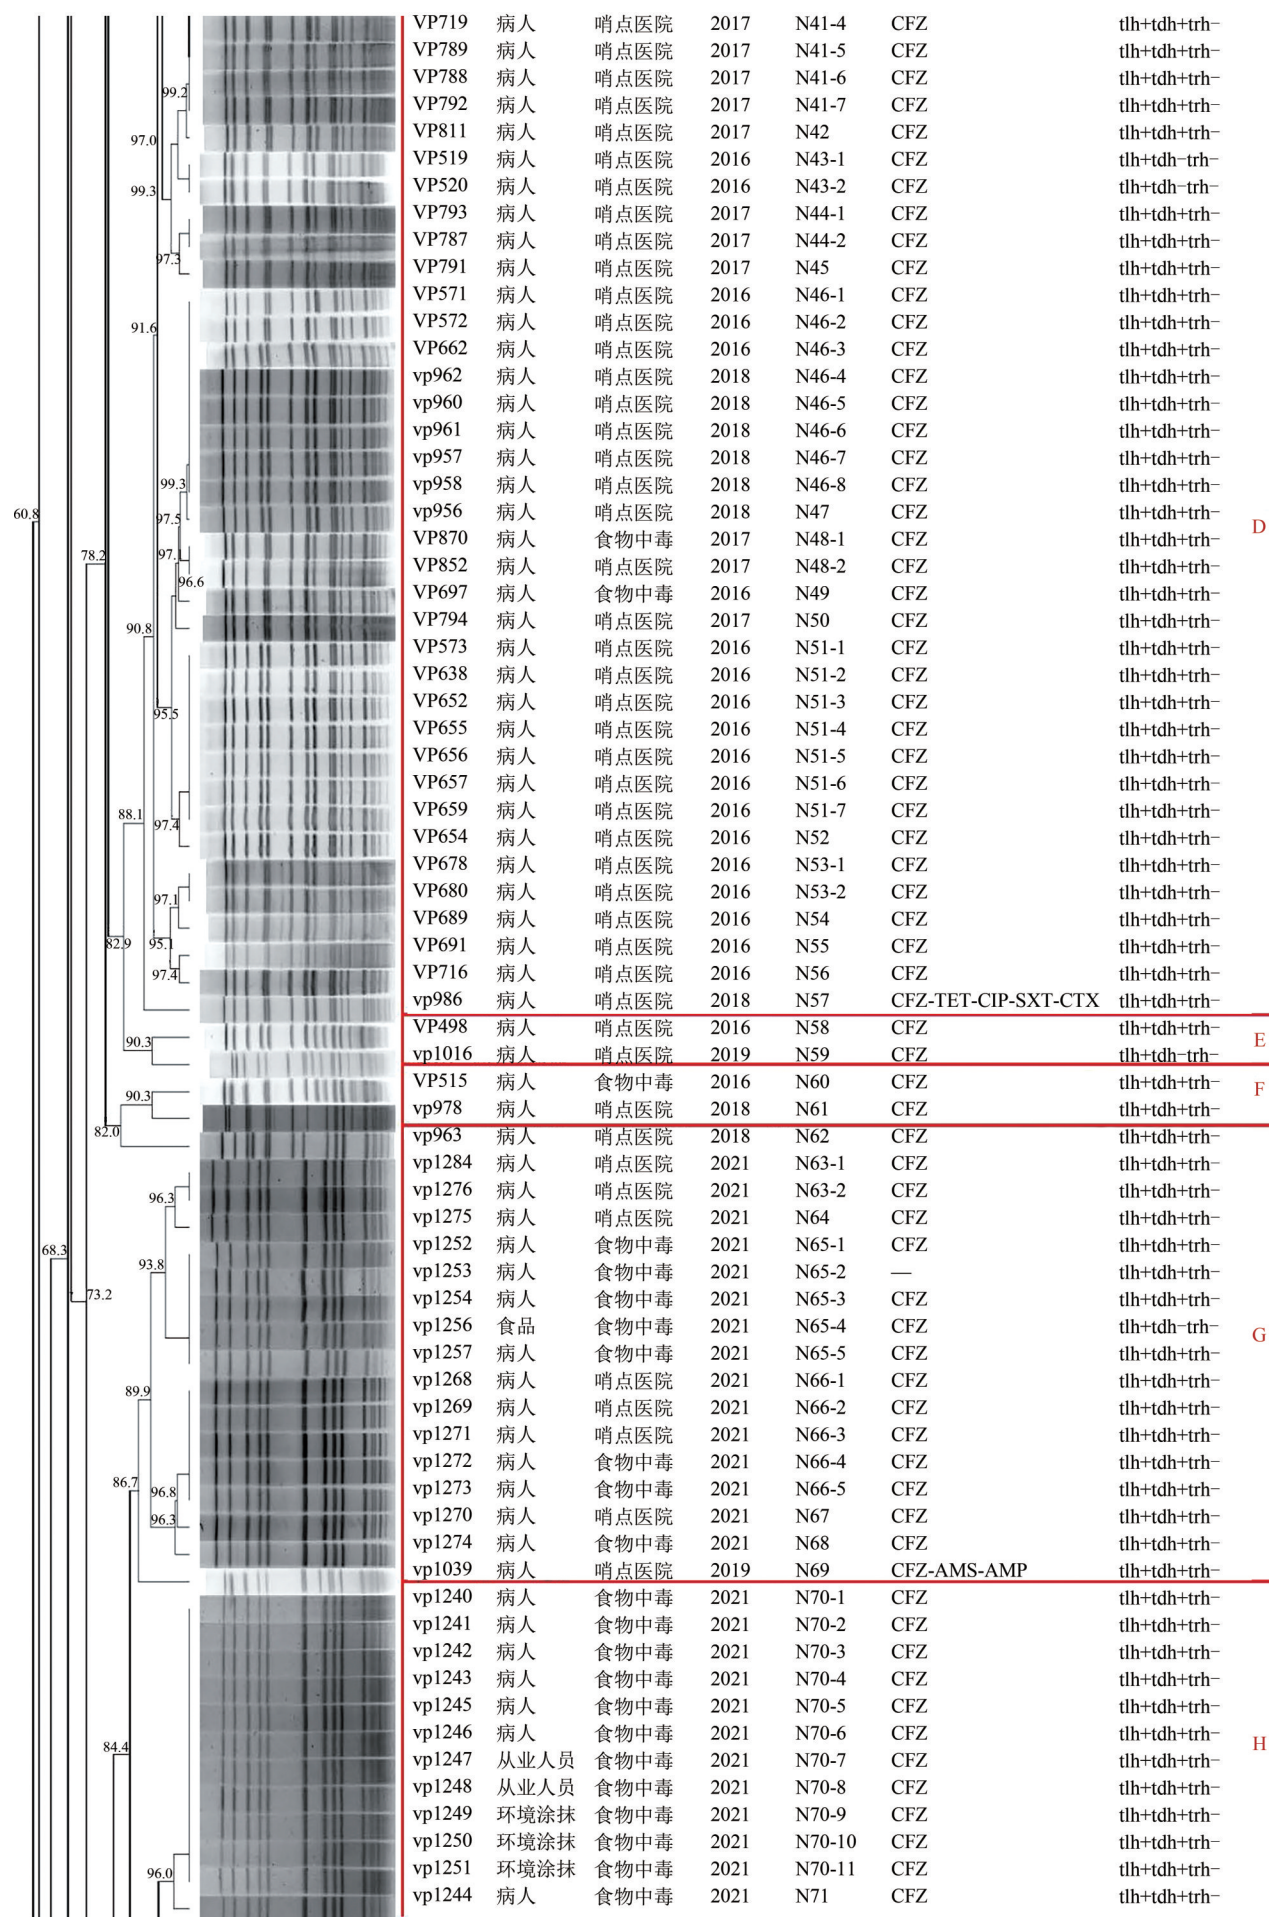 99.2
97.0
99.3
97.3
91.6
99.3
97.5
60.8
97.1
78.2
96.6
90.8
95.5
88.1
97.4
97.1
82.9
95.1
97.4
90.3
90.3
82.0
96.3
68.3
93.8
73.2
89.9
86.7
96.8
96.3
84.4
96.0
VP719 病人 哨点医院 2017 N41-4 CFZ tlh+tdh+trh−
VP789 病人 哨点医院 2017 N41-5 CFZ tlh+tdh+trh−
VP788 病人 哨点医院 2017 N41-6 CFZ tlh+tdh+trh−
VP792 病人 哨点医院 2017 N41-7 CFZ tlh+tdh+trh−
VP811 病人 哨点医院 2017 N42 CFZ tlh+tdh+trh−
VP519 病人 哨点医院 2016 N43-1 CFZ tlh+tdh−trh−
VP520 病人 哨点医院 2016 N43-2 CFZ tlh+tdh−trh−
VP793 病人 哨点医院 2017 N44-1 CFZ tlh+tdh+trh−
VP787 病人 哨点医院 2017 N44-2 CFZ tlh+tdh+trh−
VP791 病人 哨点医院 2017 N45 CFZ tlh+tdh+trh−
VP571 病人 哨点医院 2016 N46-1 CFZ tlh+tdh+trh−
VP572 病人 哨点医院 2016 N46-2 CFZ tlh+tdh+trh−
VP662 病人 哨点医院 2016 N46-3 CFZ tlh+tdh+trh−
vp962 病人 哨点医院 2018 N46-4 CFZ tlh+tdh+trh−
vp960 病人 哨点医院 2018 N46-5 CFZ tlh+tdh+trh−
vp961 病人 哨点医院 2018 N46-6 CFZ tlh+tdh+trh−
vp957 病人 哨点医院 2018 N46-7 CFZ tlh+tdh+trh−
vp958 病人 哨点医院 2018 N46-8 CFZ tlh+tdh+trh−
vp956 病人 哨点医院 2018 N47 CFZ tlh+tdh+trh−
D
VP870 病人 食物中毒 2017 N48-1 CFZ tlh+tdh+trh−
VP852 病人 哨点医院 2017 N48-2 CFZ tlh+tdh+trh−
VP697 病人 食物中毒 2016 N49 CFZ tlh+tdh+trh−
VP794 病人 哨点医院 2017 N50 CFZ tlh+tdh+trh−
VP573 病人 哨点医院 2016 N51-1 CFZ tlh+tdh+trh−
VP638 病人 哨点医院 2016 N51-2 CFZ tlh+tdh+trh−
VP652 病人 哨点医院 2016 N51-3 CFZ tlh+tdh+trh−
VP655 病人 哨点医院 2016 N51-4 CFZ tlh+tdh+trh−
VP656 病人 哨点医院 2016 N51-5 CFZ tlh+tdh+trh−
VP657 病人 哨点医院 2016 N51-6 CFZ tlh+tdh+trh−
VP659 病人 哨点医院 2016 N51-7 CFZ tlh+tdh+trh−
VP654 病人 哨点医院 2016 N52 CFZ tlh+tdh+trh−
VP678 病人 哨点医院 2016 N53-1 CFZ tlh+tdh+trh−
VP680 病人 哨点医院 2016 N53-2 CFZ tlh+tdh+trh−
VP689 病人 哨点医院 2016 N54 CFZ tlh+tdh+trh−
VP691 病人 哨点医院 2016 N55 CFZ tlh+tdh+trh−
VP716 病人 哨点医院 2016 N56 CFZ tlh+tdh+trh−
vp986 病人 哨点医院 2018 N57 CFZ-TET-CIP-SXT-CTX tlh+tdh+trh−
VP498 病人 哨点医院 2016 N58 CFZ tlh+tdh+trh−
E
vp1016 病人 哨点医院 2019 N59 CFZ tlh+tdh−trh−
VP515 病人 食物中毒 2016 N60 CFZ tlh+tdh+trh−
F
vp978 病人 哨点医院 2018 N61 CFZ tlh+tdh+trh−
vp963 病人 哨点医院 2018 N62 CFZ tlh+tdh+trh−
vp1284 病人 哨点医院 2021 N63-1 CFZ tlh+tdh+trh−
vp1276 病人 哨点医院 2021 N63-2 CFZ tlh+tdh+trh−
vp1275 病人 哨点医院 2021 N64 CFZ tlh+tdh+trh−
vp1252 病人 食物中毒 2021 N65-1 CFZ tlh+tdh+trh−
vp1253 病人 食物中毒 2021 N65-2 — tlh+tdh+trh−
vp1254 病人 食物中毒 2021 N65-3 CFZ tlh+tdh+trh−
vp1256 食品 食物中毒 2021 N65-4 CFZ tlh+tdh−trh−
G
vp1257 病人 食物中毒 2021 N65-5 CFZ tlh+tdh+trh−
vp1268 病人 哨点医院 2021 N66-1 CFZ tlh+tdh+trh−
vp1269 病人 哨点医院 2021 N66-2 CFZ tlh+tdh+trh−
vp1271 病人 哨点医院 2021 N66-3 CFZ tlh+tdh+trh−
vp1272 病人 食物中毒 2021 N66-4 CFZ tlh+tdh+trh−
vp1273 病人 食物中毒 2021 N66-5 CFZ tlh+tdh+trh−
vp1270 病人 哨点医院 2021 N67 CFZ tlh+tdh+trh−
vp1274 病人 食物中毒 2021 N68 CFZ tlh+tdh+trh−
vp1039 病人 哨点医院 2019 N69 CFZ-AMS-AMP tlh+tdh+trh−
vp1240 病人 食物中毒 2021 N70-1 CFZ tlh+tdh+trh−
vp1241 病人 食物中毒 2021 N70-2 CFZ tlh+tdh+trh−
vp1242 病人 食物中毒 2021 N70-3 CFZ tlh+tdh+trh−
vp1243 病人 食物中毒 2021 N70-4 CFZ tlh+tdh+trh−
vp1245 病人 食物中毒 2021 N70-5 CFZ tlh+tdh+trh−
vp1246 病人 食物中毒 2021 N70-6 CFZ tlh+tdh+trh−
H
vp1247 从业人员 食物中毒 2021 N70-7 CFZ tlh+tdh+trh−
vp1248 从业人员 食物中毒 2021 N70-8 CFZ tlh+tdh+trh−
vp1249 环境涂抹 食物中毒 2021 N70-9 CFZ tlh+tdh+trh−
vp1250 环境涂抹 食物中毒 2021 N70-10 CFZ tlh+tdh+trh−
vp1251 环境涂抹 食物中毒 2021 N70-11 CFZ tlh+tdh+trh−
vp1244 病人 食物中毒 2021 N71 CFZ tlh+tdh+trh−